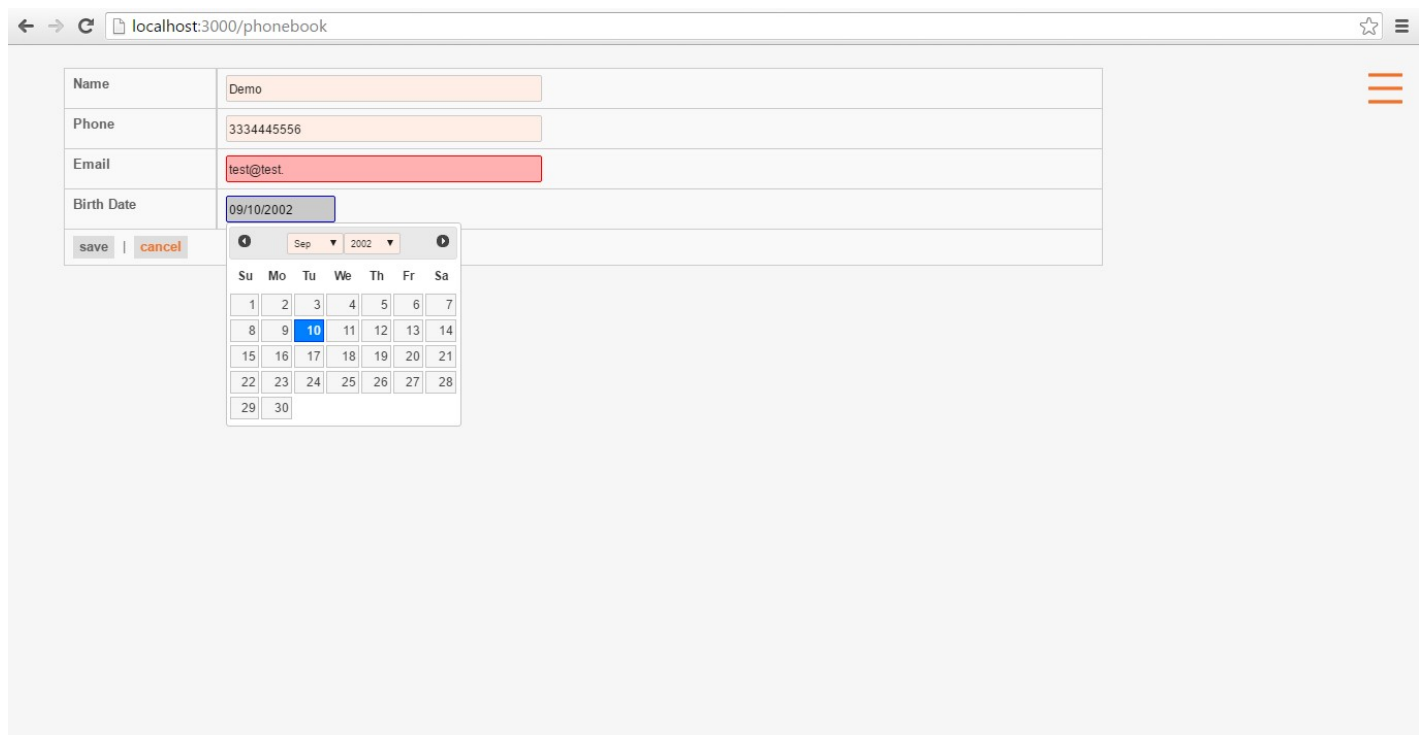 localhost:3000/phonebook
Name Demo
Phone 3334445556
Email test@test.
Birth Date 09/10/2002
save | cancel
Sep 2002
Su Mo Tu We Th Fr Sa
1 2 3 4 5 6 7
8 9 10 11 12 13 14
15 16 17 18 19 20 21
22 23 24 25 26 27 28
29 30